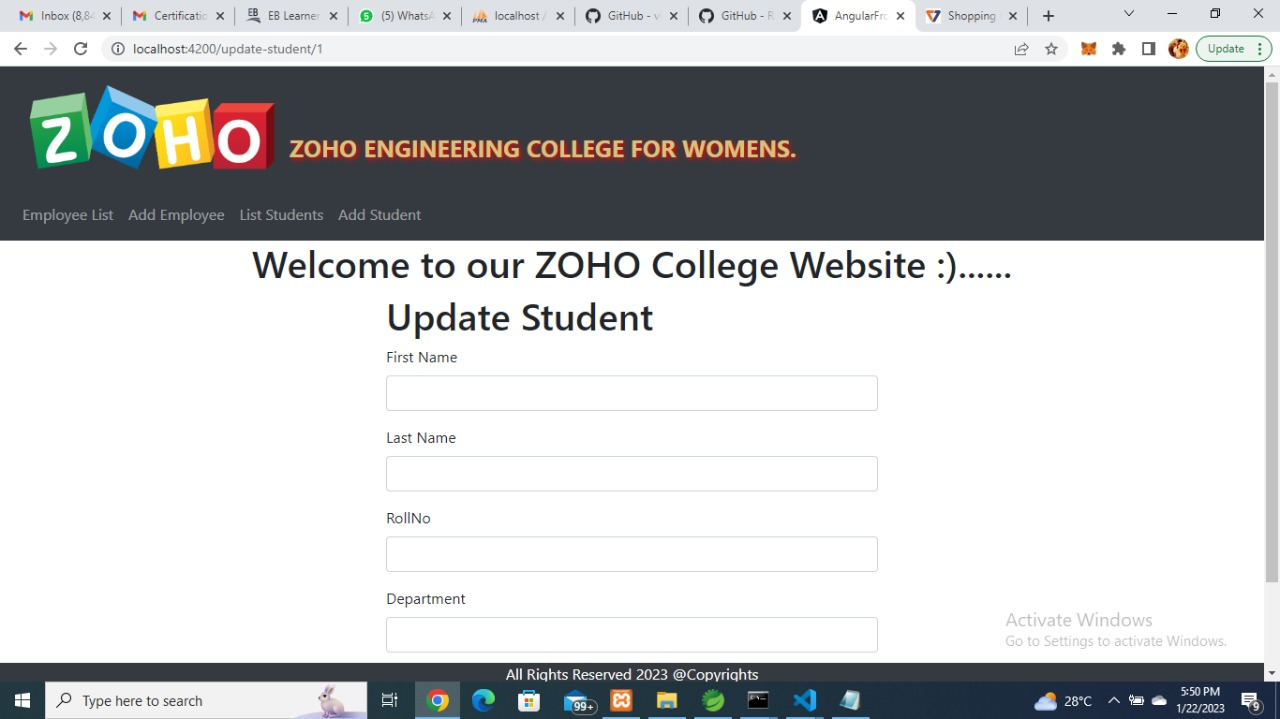 Inbox (8,84
Certificatio
EB Learner
(5) WhatsA
localhost /
GitHub - v
GitHub - R
AngularFro
Shopping
localhost:4200/update-student/1
Update
ZOHO
ZOHO ENGINEERING COLLEGE FOR WOMENS.
Employee List Add Employee List Students Add Student
Welcome to our ZOHO College Website :)......
Update Student
First Name
Last Name
RollNo
Department
Activate Windows
Go to Settings to activate Windows.
All Rights Reserved 2023 @Copyrights
Type here to search
99+
28°C
5:50 PM
1/22/2023
9